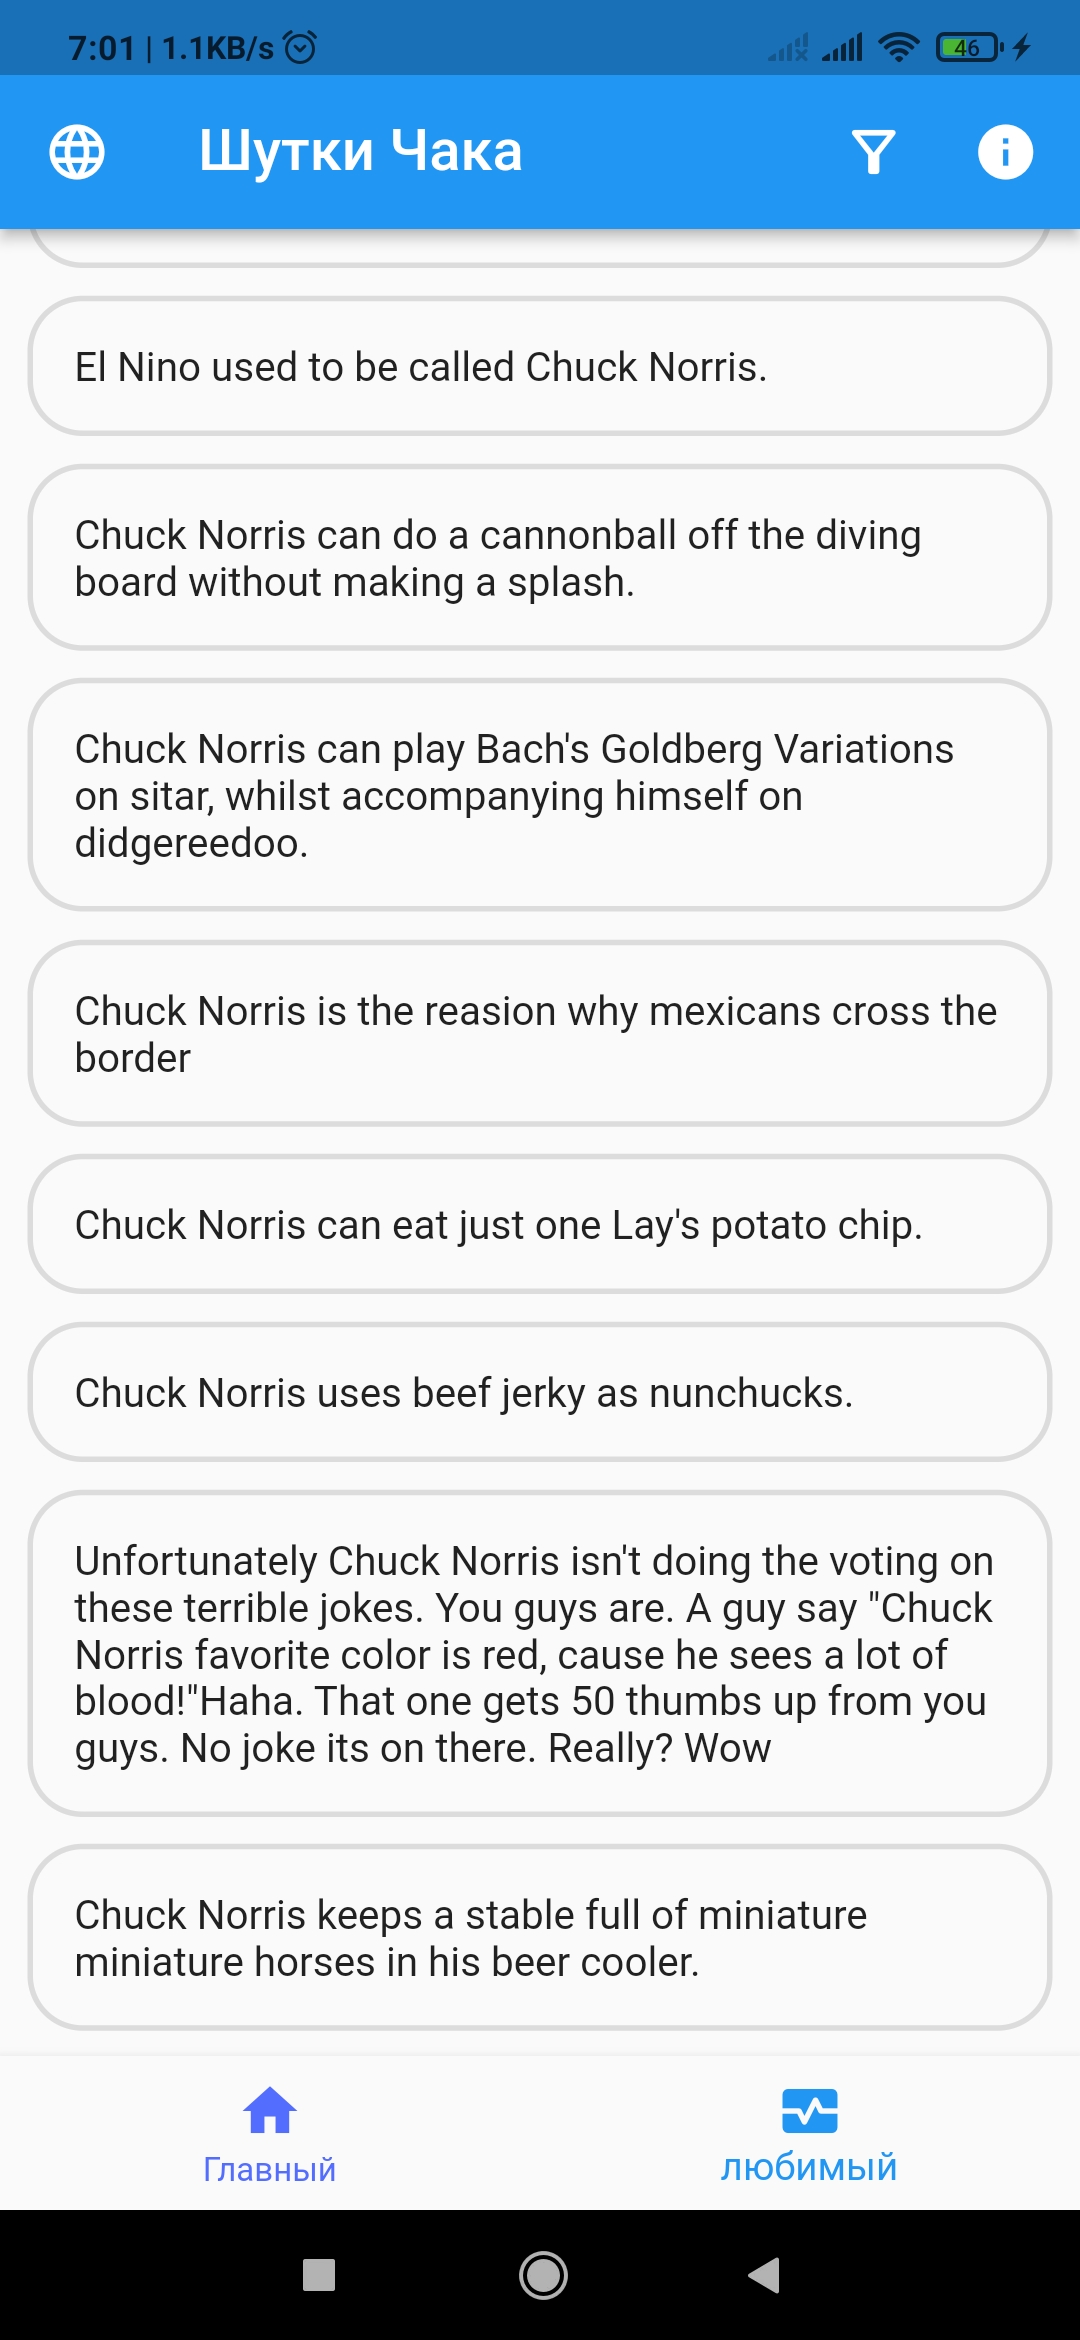 7:01 | 1.1KB/s
46
Шутки Чака
El Nino used to be called Chuck Norris.
Chuck Norris can do a cannonball off the diving
board without making a splash.
Chuck Norris can play Bach's Goldberg Variations
on sitar, whilst accompanying himself on
didgereedoo.
Chuck Norris is the reasion why mexicans cross the
border
Chuck Norris can eat just one Lay's potato chip.
Chuck Norris uses beef jerky as nunchucks.
Unfortunately Chuck Norris isn't doing the voting on
these terrible jokes. You guys are. A guy say "Chuck
Norris favorite color is red, cause he sees a lot of
blood!"Haha. That one gets 50 thumbs up from you
guys. No joke its on there. Really? Wow
Chuck Norris keeps a stable full of miniature
miniature horses in his beer cooler.
Главный
любимый